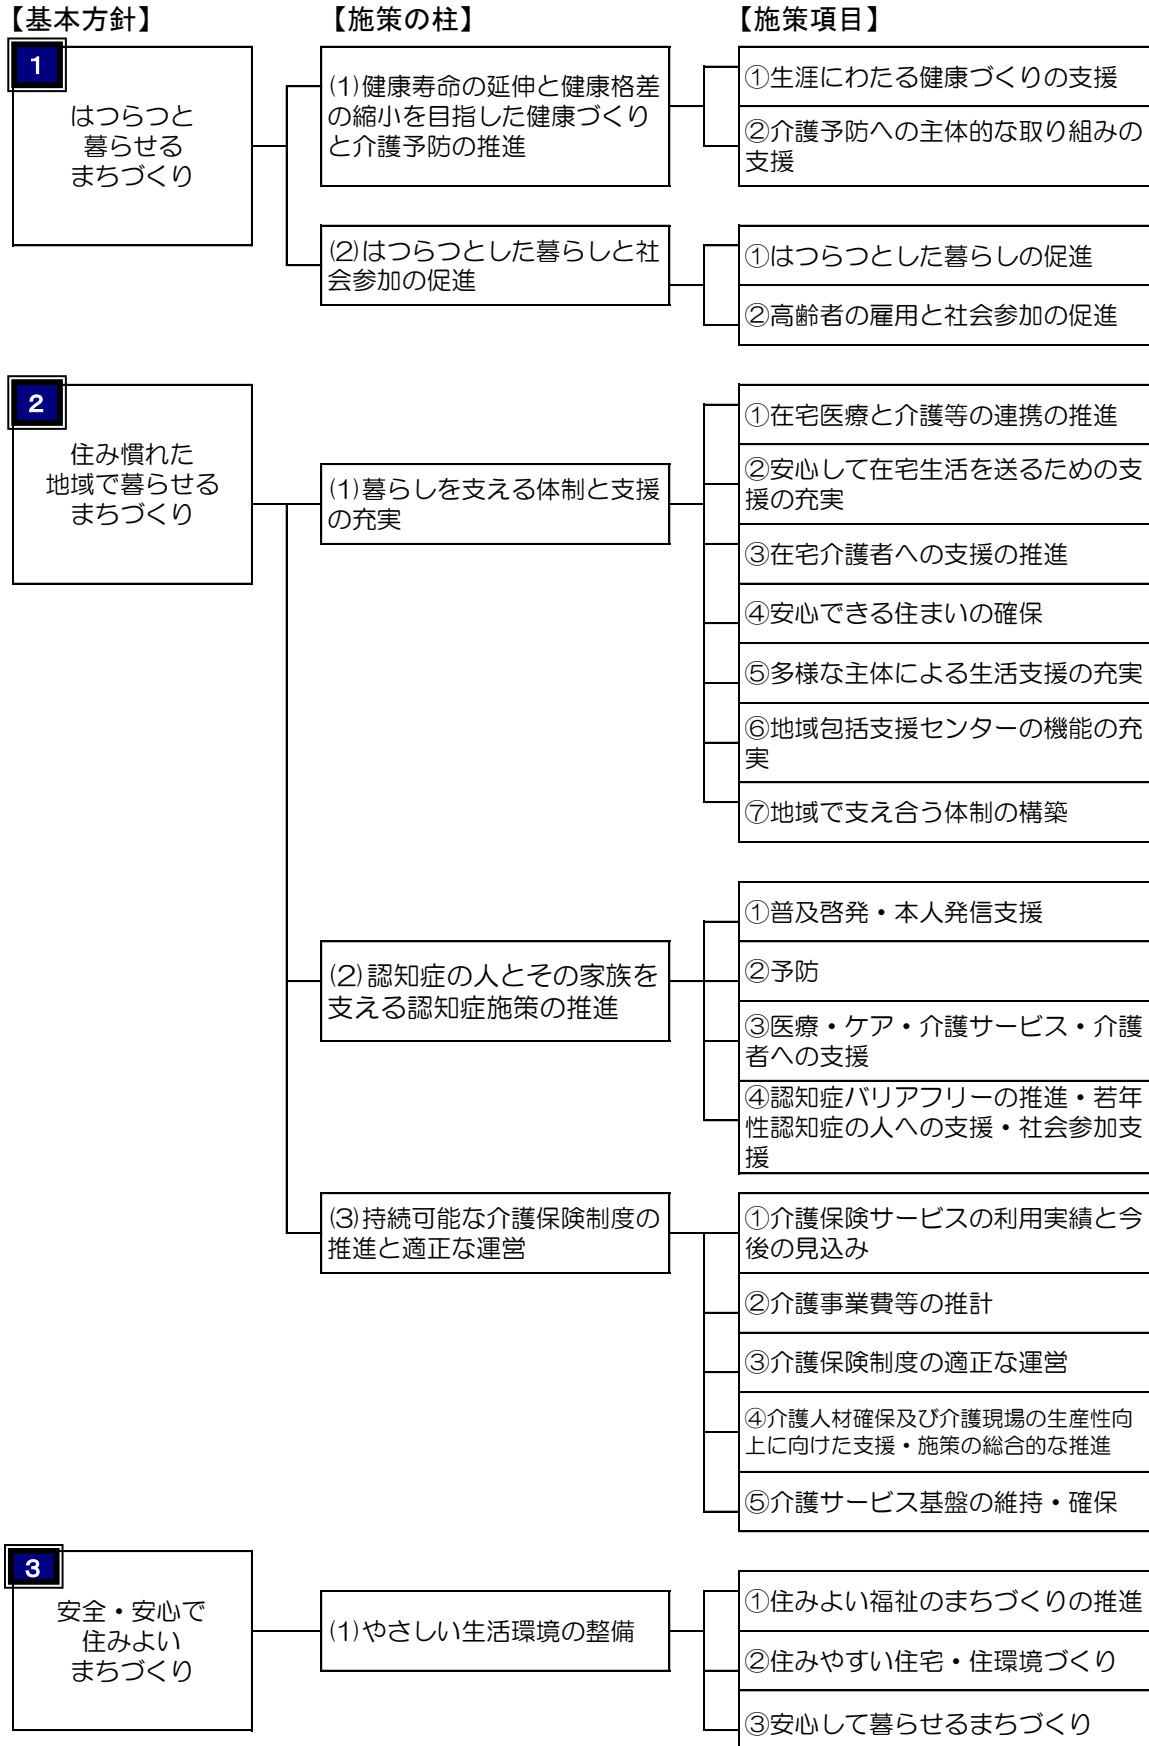 【基本方針】
【施策の柱】
【施策項目】
1
はつらつと
暮らせる
まちづくり
(1)健康寿命の延伸と健康格差
の縮小を目指した健康づくり
と介護予防の推進
①生涯にわたる健康づくりの支援
②介護予防への主体的な取り組みの
支援
(2)はつらつとした暮らしと社
会参加の促進
①はつらつとした暮らしの促進
②高齢者の雇用と社会参加の促進
2
住み慣れた
地域で暮らせる
まちづくり
(1)暮らしを支える体制と支援
の充実
①在宅医療と介護等の連携の推進
②安心して在宅生活を送るための支
援の充実
③在宅介護者への支援の推進
④安心できる住まいの確保
⑤多様な主体による生活支援の充実
⑥地域包括支援センターの機能の充
実
⑦地域で支え合う体制の構築
(2)認知症の人とその家族を
支える認知症施策の推進
①普及啓発・本人発信支援
②予防
③医療・ケア・介護サービス・介護
者への支援
④認知症バリアフリーの推進・若年
性認知症の人への支援・社会参加支
援
(3)持続可能な介護保険制度の
推進と適正な運営
①介護保険サービスの利用実績と今
後の見込み
②介護事業費等の推計
③介護保険制度の適正な運営
④介護人材確保及び介護現場の生産性向
上に向けた支援・施策の総合的な推進
⑤介護サービス基盤の維持・確保
3
安全・安心で
住みよい
まちづくり
(1)やさしい生活環境の整備
①住みよい福祉のまちづくりの推進
②住みやすい住宅・住環境づくり
③安心して暮らせるまちづくり